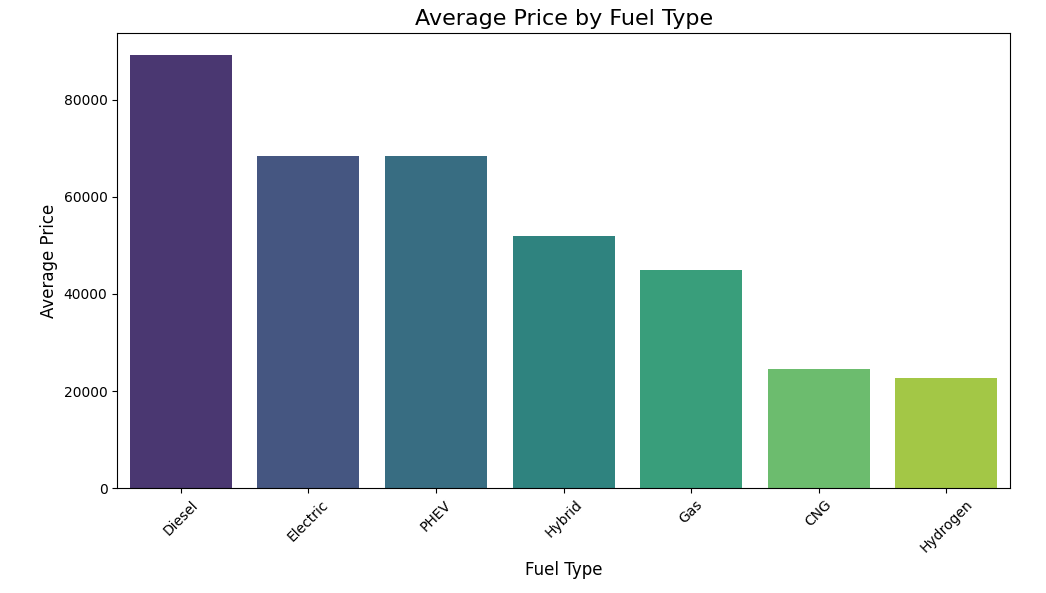 Average Price by Fuel Type
Average Price
80000
60000
40000
20000
0
Diesel
Electric
PHEV
Hybrid
Gas
CNG
Hydrogen
Fuel Type